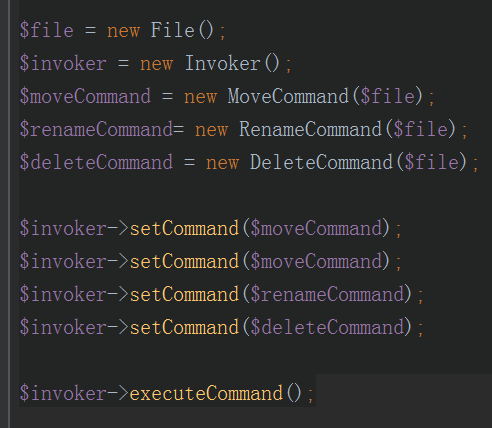 $file = new File();
$invoker = new Invoker();
$moveCommand = new MoveCommand($file);
$renameCommand= new RenameCommand($file);
$deleteCommand = new DeleteCommand($file);
$invoker->setCommand($moveCommand);
$invoker->setCommand($moveCommand);
$invoker->setCommand($renameCommand);
$invoker->setCommand($deleteCommand);
$invoker->executeCommand();